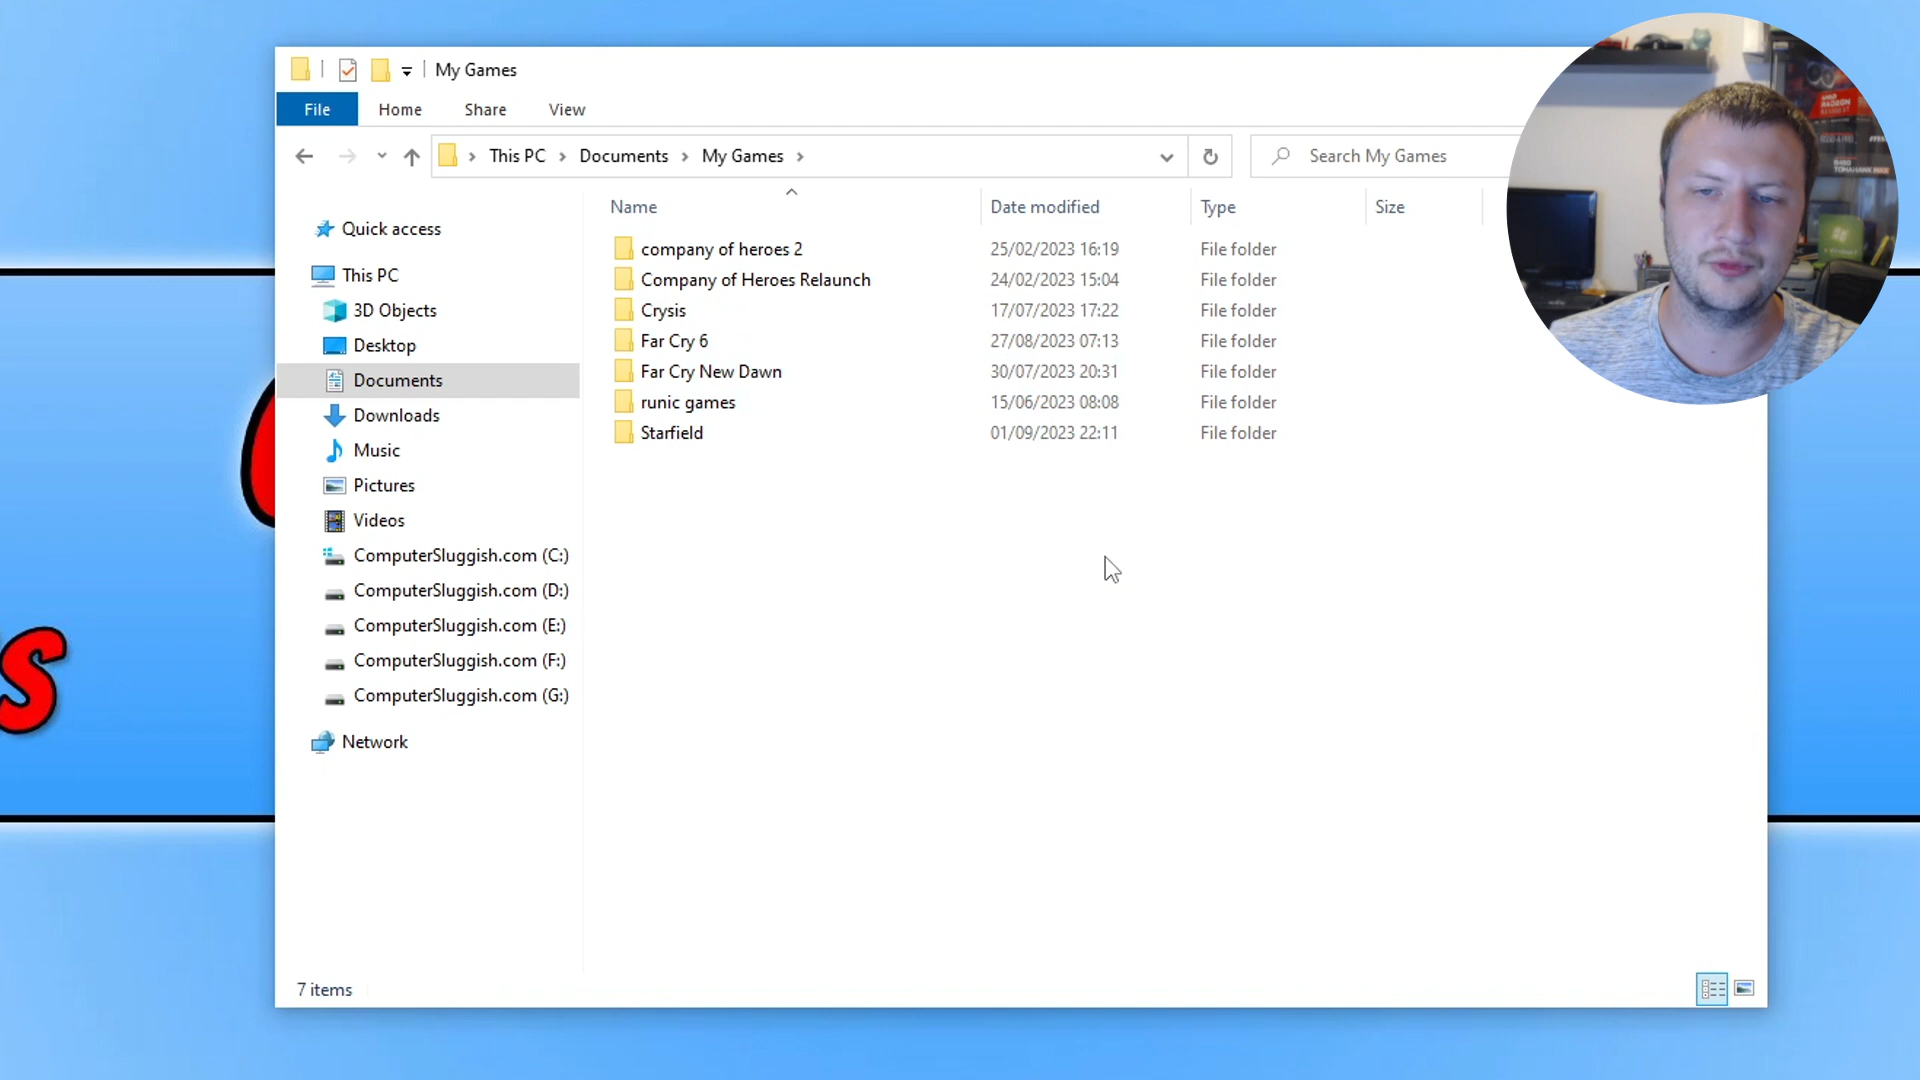 My Games
File Home Share View
This PC Documents My Games
Search My Games
Name Date modified Type Size
Quick access
This PC
3D Objects
Desktop
Documents
Downloads
Music
Pictures
Videos
ComputerSluggish.com (C:)
ComputerSluggish.com (D:)
ComputerSluggish.com (E:)
ComputerSluggish.com (F:)
ComputerSluggish.com (G:)
Network
company of heroes 2 25/02/2023 16:19 File folder
Company of Heroes Relaunch 24/02/2023 15:04 File folder
Crysis 17/07/2023 17:22 File folder
Far Cry 6 27/08/2023 07:13 File folder
Far Cry New Dawn 30/07/2023 20:31 File folder
runic games 15/06/2023 08:08 File folder
Starfield 01/09/2023 22:11 File folder
7 items
s
RADEON
TOMAHAWK MAX